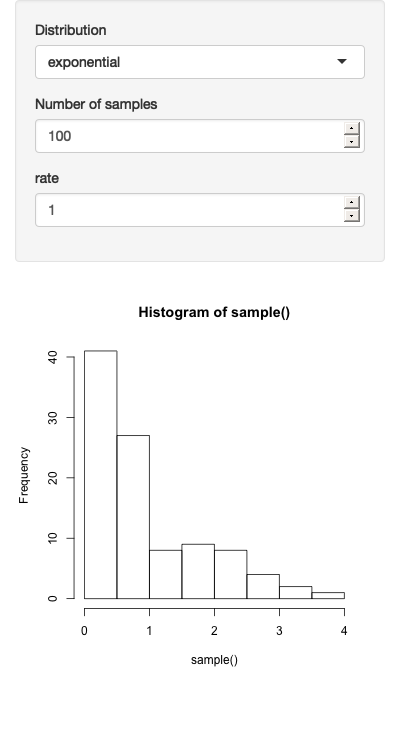 Distribution
exponential
Number of samples
100
rate
1
Histogram of sample()
Frequency
40
30
20
10
0
0 1 2 3 4
sample()